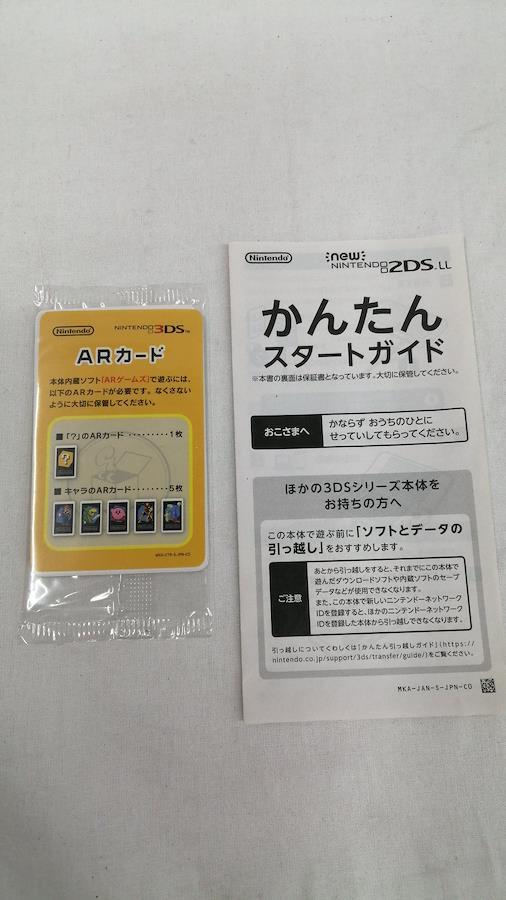 Nintendo
NINTENDO 3DS™
ARカード
本体内蔵ソフト「ARゲームズ」で遊ぶには、
以下のARカードが必要です。なくさない
ように大切に保管してください。
■「?」のARカード・・・・・・・・・1枚
■ キャラのARカード・・・・・・・・5枚
Nintendo
new
NINTENDO 2DS LL
かんたん
スタートガイド
※本書の裏面は保証書となっています。大切に保管してください。
おこさまへ
かならず おうちのひとに
せっていしてもらってください。
ほかの3DSシリーズ本体を
お持ちの方へ
この本体で遊ぶ前に「ソフトとデータの
引っ越し」をおすすめします。
ご注意
あとから引っ越しをすると、それまでにこの本体で
遊んだダウンロードソフトや内蔵ソフトのセーブ
データなどが使用できなくなります。
また、この本体で新しいニンテンドーネットワーク
IDを登録すると、ほかのニンテンドーネットワーク
IDを登録した本体から引っ越しできなくなります。
引っ越しについてくわしくは「かんたん引っ越しガイド」(https://
nintendo.co.jp/support/3ds/transfer/guide/)をご覧ください。
MKA-JAN-S-JPN-C0